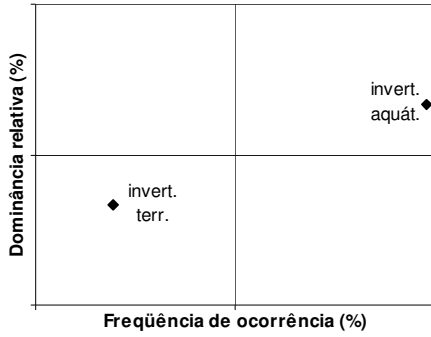 Dominância relativa (%)
invert.
aquát.
invert.
terr.
Freqüência de ocorrência (%)